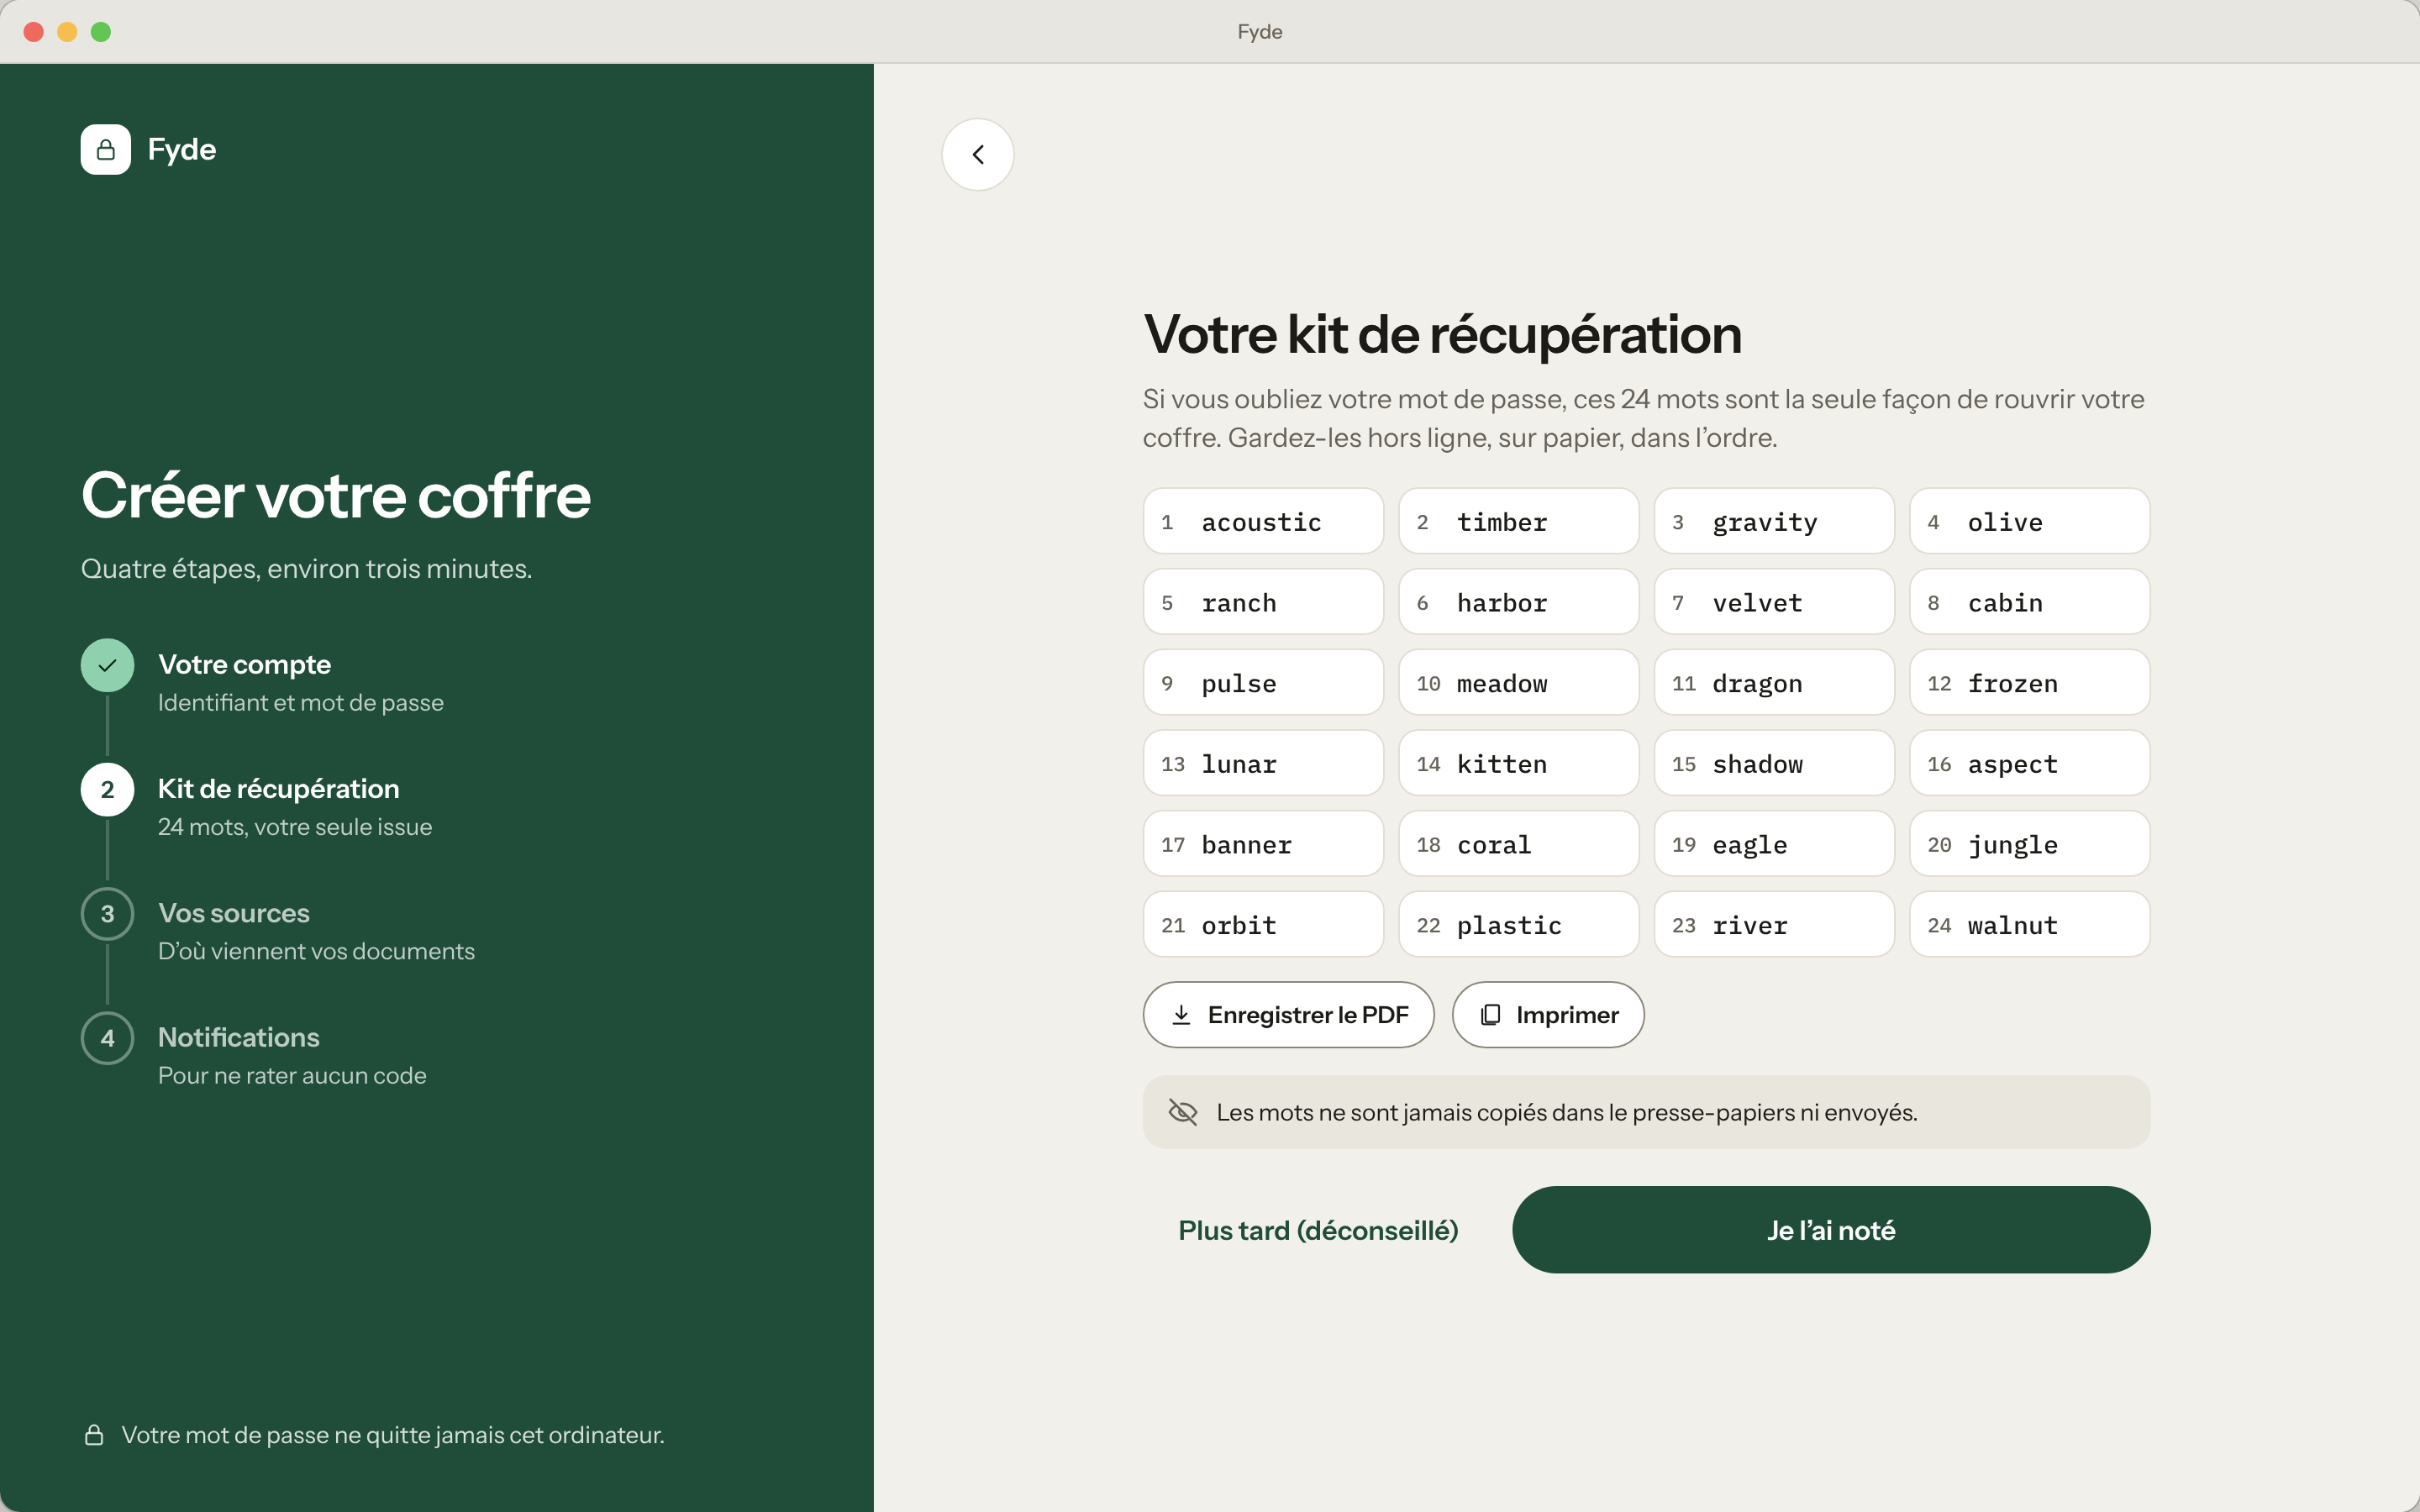 Fyde
Fyde
Créer votre coffre
Quatre étapes, environ trois minutes.
Votre compte
Identifiant et mot de passe
2 Kit de récupération
24 mots, votre seule issue
3 Vos sources
D’où viennent vos documents
4 Notifications
Pour ne rater aucun code
Votre mot de passe ne quitte jamais cet ordinateur.
Votre kit de récupération
Si vous oubliez votre mot de passe, ces 24 mots sont la seule façon de rouvrir votre
coffre. Gardez-les hors ligne, sur papier, dans l’ordre.
1 acoustic 2 timber 3 gravity 4 olive
5 ranch 6 harbor 7 velvet 8 cabin
9 pulse 10 meadow 11 dragon 12 frozen
13 lunar 14 kitten 15 shadow 16 aspect
17 banner 18 coral 19 eagle 20 jungle
21 orbit 22 plastic 23 river 24 walnut
Enregistrer le PDF Imprimer
Les mots ne sont jamais copiés dans le presse-papiers ni envoyés.
Plus tard (déconseillé) Je l’ai noté